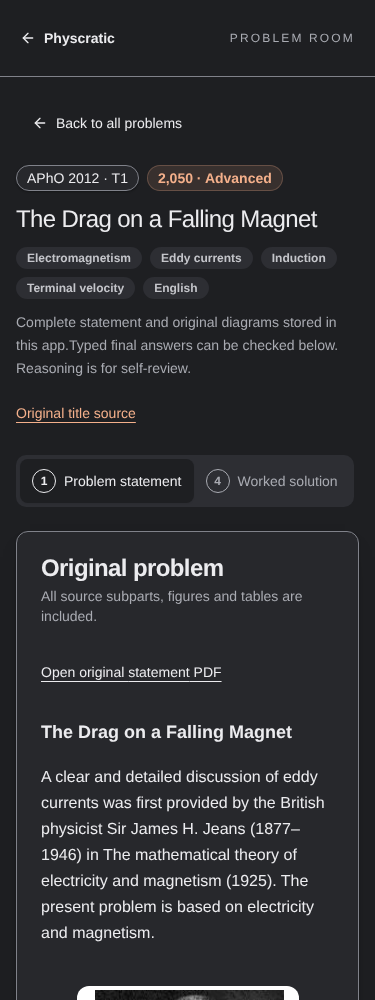 Physcratic
PROBLEM ROOM
Back to all problems
APhO 2012 · T1
2,050 · Advanced
The Drag on a Falling Magnet
Electromagnetism
Eddy currents
Induction
Terminal velocity
English
Complete statement and original diagrams stored in
this app.Typed final answers can be checked below.
Reasoning is for self-review.
Original title source
1 Problem statement
4 Worked solution
Original problem
All source subparts, figures and tables are
included.
Open original statement PDF
The Drag on a Falling Magnet
A clear and detailed discussion of eddy
currents was first provided by the British
physicist Sir James H. Jeans (1877–
1946) in The mathematical theory of
electricity and magnetism (1925). The
present problem is based on electricity
and magnetism.